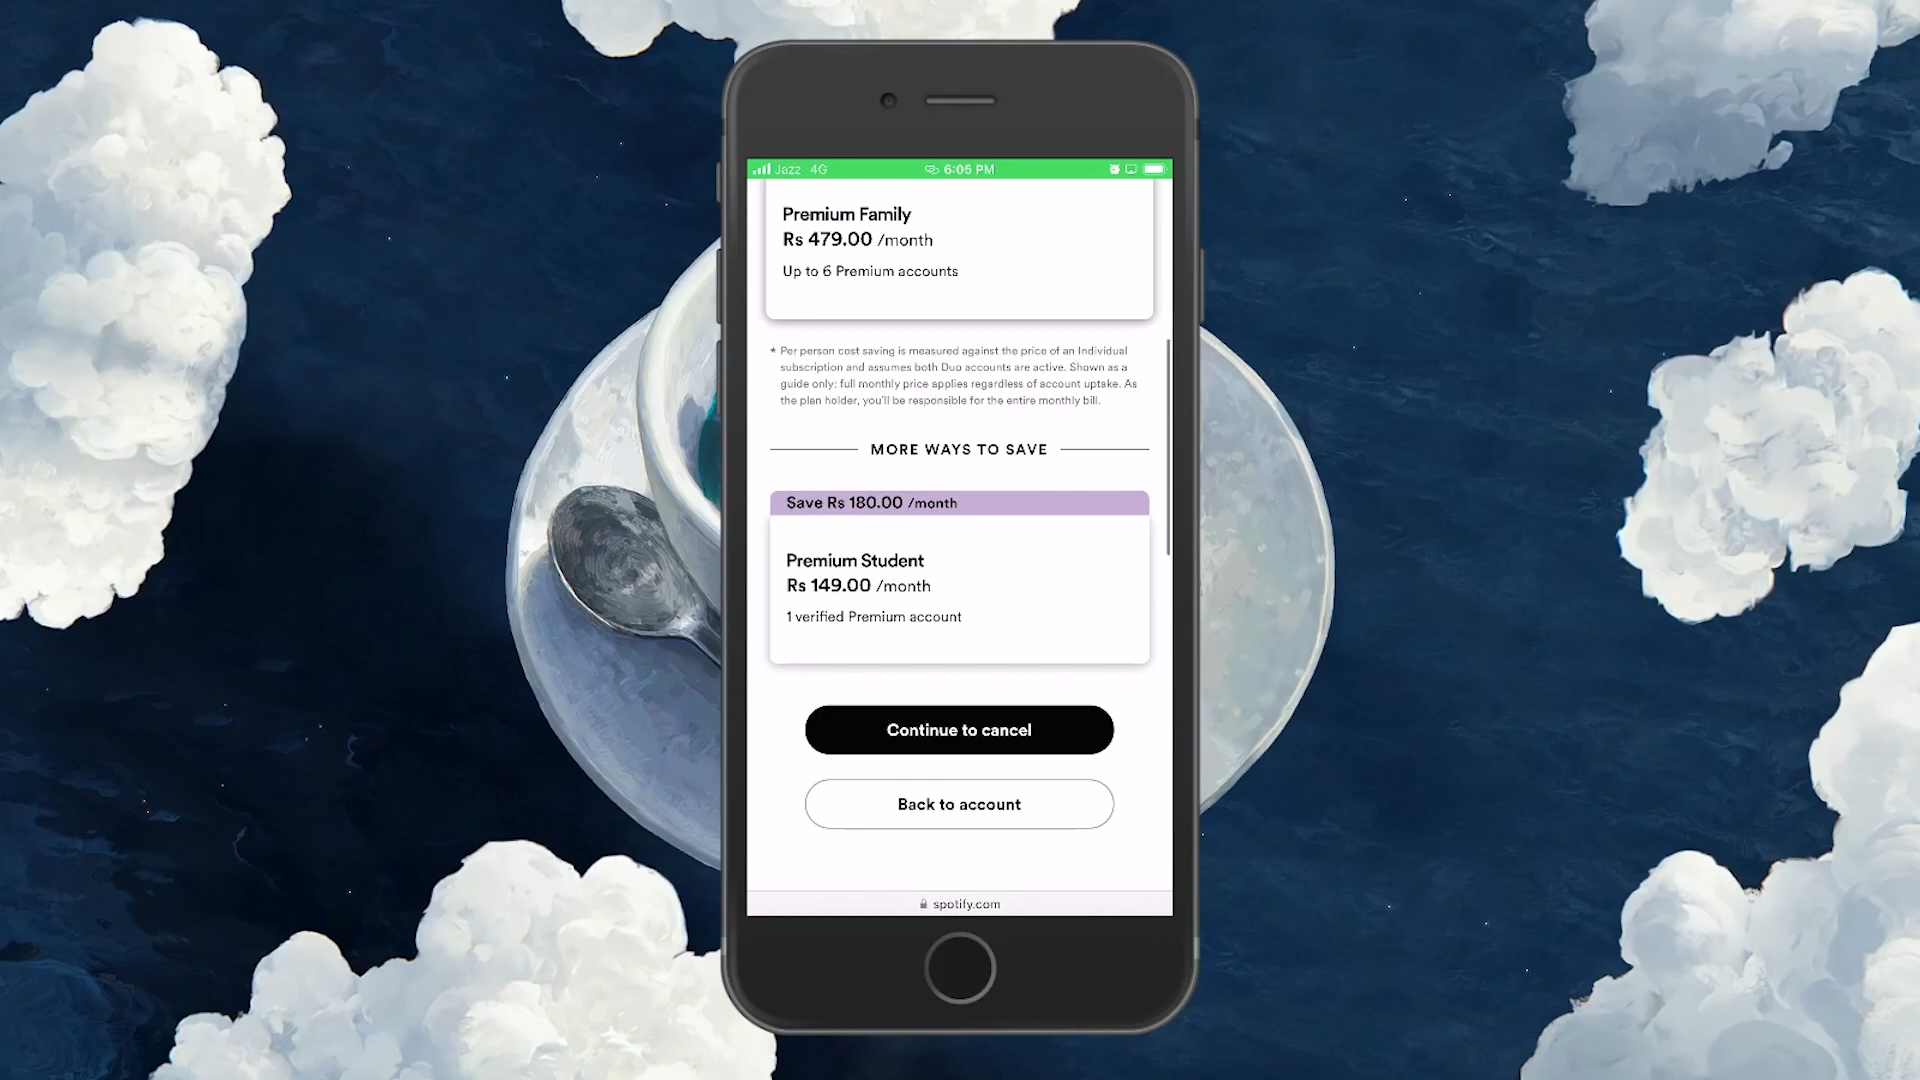 Jazz 4G 6:05 PM
Premium Family
Rs 479.00 /month
Up to 6 Premium accounts
* Per person cost saving is measured against the price of an Individual
subscription and assumes both Duo accounts are active. Shown as a
guide only: full monthly price applies regardless of account uptake. As
the plan holder, you'll be responsible for the entire monthly bill.
MORE WAYS TO SAVE
Save Rs 180.00 /month
Premium Student
Rs 149.00 /month
1 verified Premium account
Continue to cancel
Back to account
spotify.com